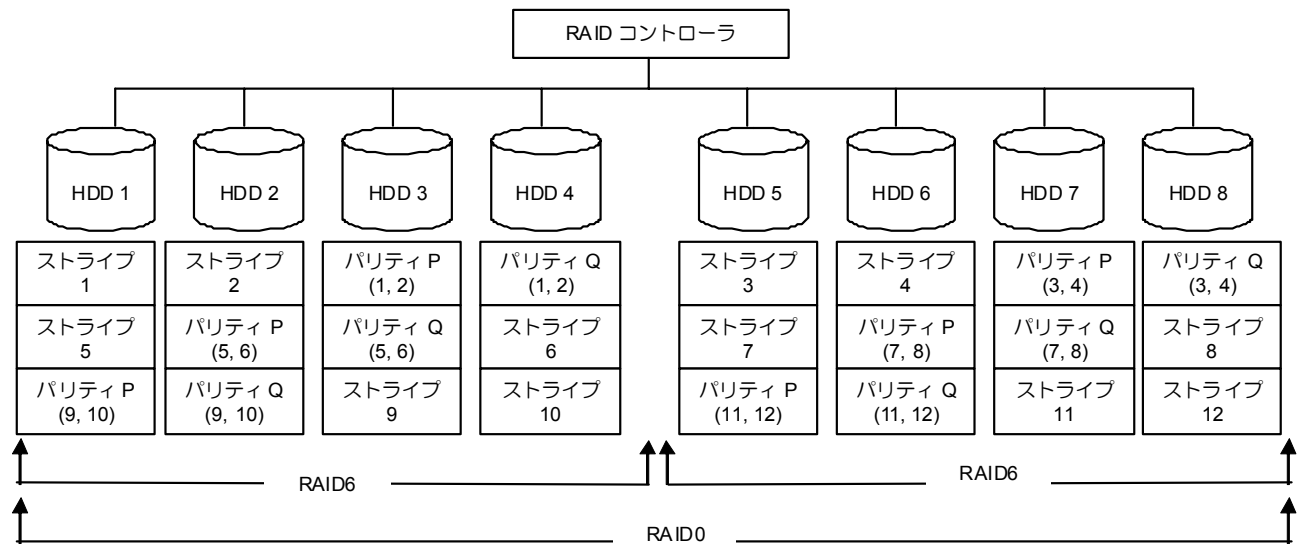 RAID コントローラ
HDD 1
HDD 2
HDD 3
HDD 4
HDD 5
HDD 6
HDD 7
HDD 8
ストライプ
1
ストライプ
2
パリティ P
(1, 2)
パリティ Q
(1, 2)
ストライプ
3
ストライプ
4
パリティ P
(3, 4)
パリティ Q
(3, 4)
ストライプ
5
パリティ P
(5, 6)
パリティ Q
(5, 6)
ストライプ
6
ストライプ
7
パリティ P
(7, 8)
パリティ Q
(7, 8)
ストライプ
8
パリティ P
(9, 10)
パリティ Q
(9, 10)
ストライプ
9
ストライプ
10
パリティ P
(11, 12)
パリティ Q
(11, 12)
ストライプ
11
ストライプ
12
RAID6
RAID6
RAID0